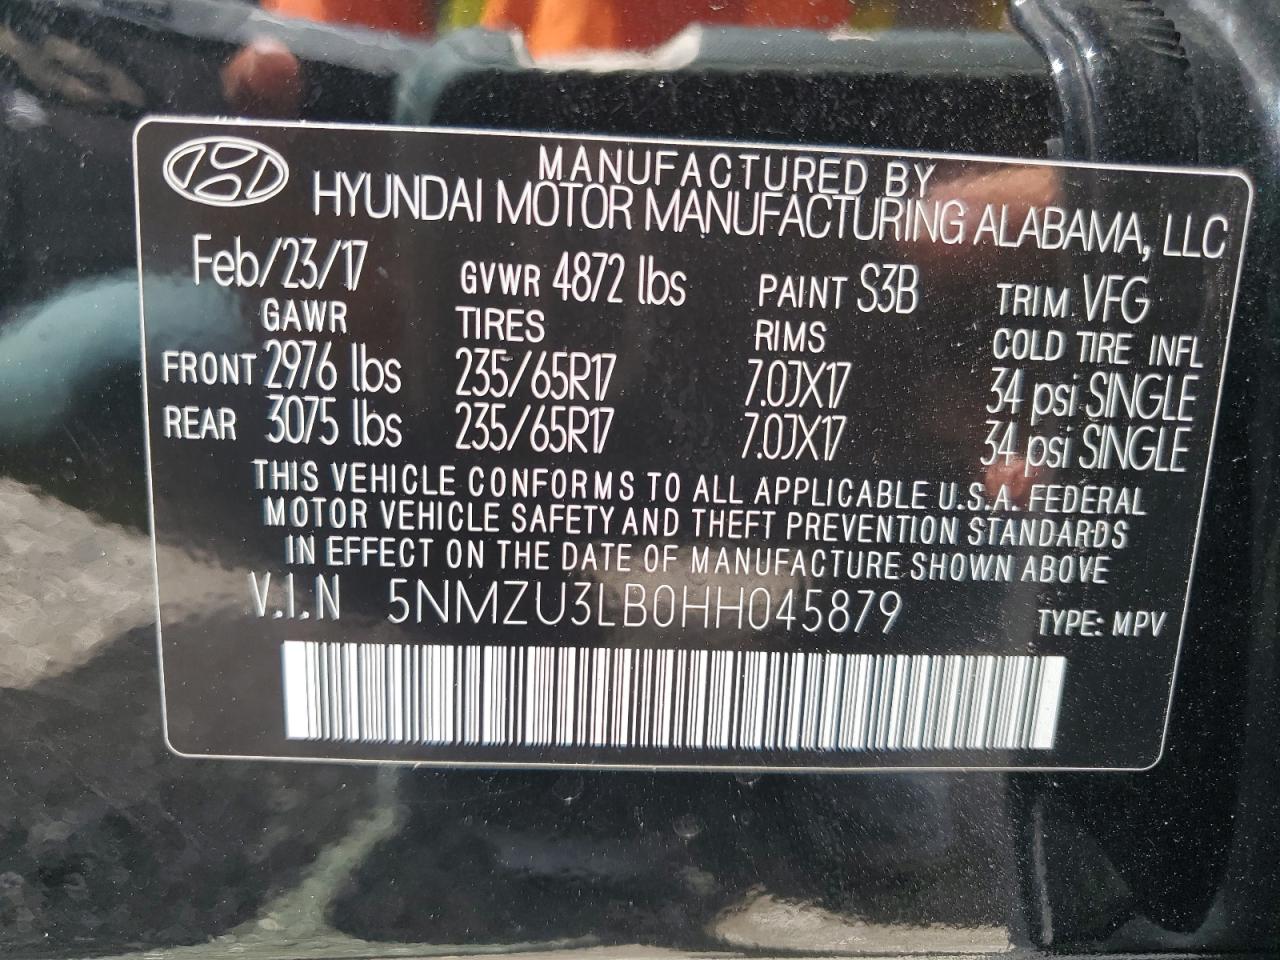 MANUFACTURED BY
HYUNDAI MOTOR MANUFACTURING ALABAMA, LLC
Feb/23/17 GVWR 4872 lbs PAINT S3B TRIM VFG
GAWR TIRES RIMS COLD TIRE INFL
FRONT 2976 lbs 235/65R17 7.0JX17 34 psi SINGLE
REAR 3075 lbs 235/65R17 7.0JX17 34 psi SINGLE
THIS VEHICLE CONFORMS TO ALL APPLICABLE U.S.A. FEDERAL
MOTOR VEHICLE SAFETY AND THEFT PREVENTION STANDARDS
IN EFFECT ON THE DATE OF MANUFACTURE SHOWN ABOVE
V.I.N 5NMZU3LB0HH045879 TYPE: MPV